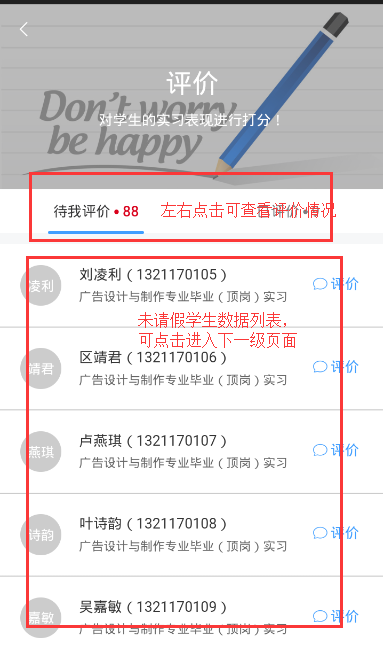 Don't worry
be happy
评价
对学生的实习表现进行打分！
待我评价 • 88
左右点击可查看评价情况
凌利
刘凌利（1321170105）
广告设计与制作专业毕业（顶岗）实习
评价
未请假学生数据列表，
可点击进入下一级页面
靖君
区靖君（1321170106）
广告设计与制作专业毕业（顶岗）实习
评价
燕琪
卢燕琪（1321170107）
广告设计与制作专业毕业（顶岗）实习
评价
诗韵
叶诗韵（1321170108）
广告设计与制作专业毕业（顶岗）实习
评价
嘉敏
吴嘉敏（1321170109）
广告设计与制作专业毕业（顶岗）实习
评价